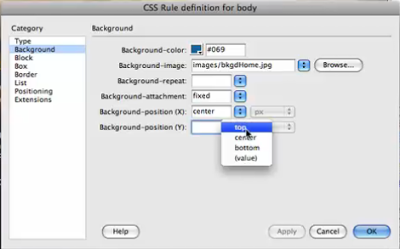 CSS Rule definition for body
Category
Type
Background
Block
Box
Border
List
Positioning
Extensions
Background
Background-color: #069
Background-image: images/bkgdHome.jpg Browse...
Background-repeat:
Background-attachment: fixed
Background-position (X): center px
Background-position (Y):
top
center
bottom
(value)
Help Apply Cancel OK